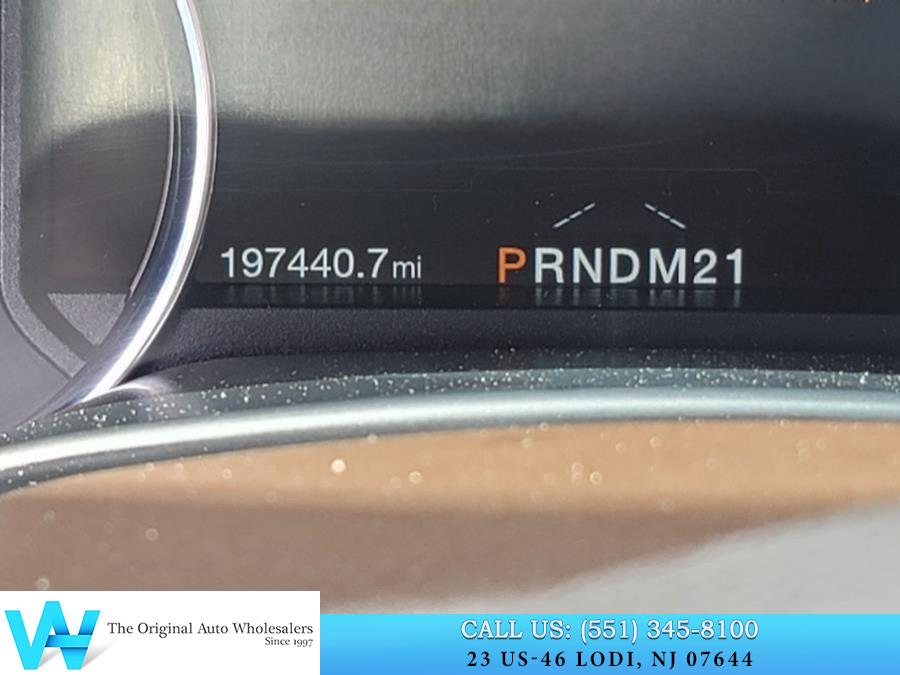 197440.7mi PRNDM21
The Original Auto Wholesalers
Since 1997
CALL US: (551) 345-8100
23 US-46 LODI, NJ 07644